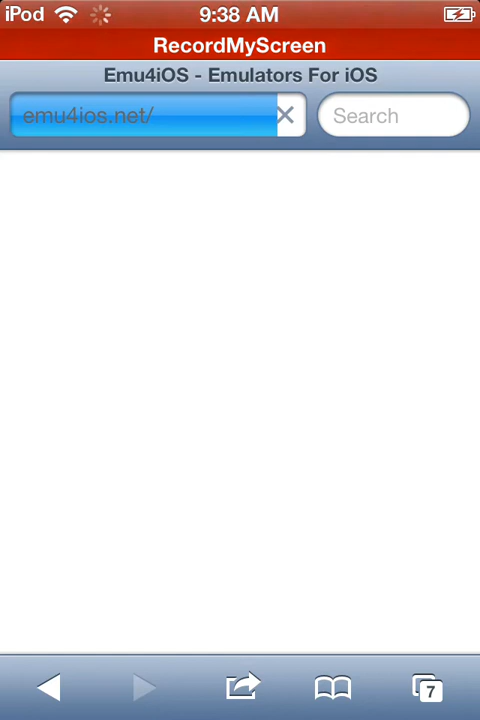 iPod 9:38 AM
RecordMyScreen
Emu4iOS - Emulators For iOS
emu4ios.net/ Search
7